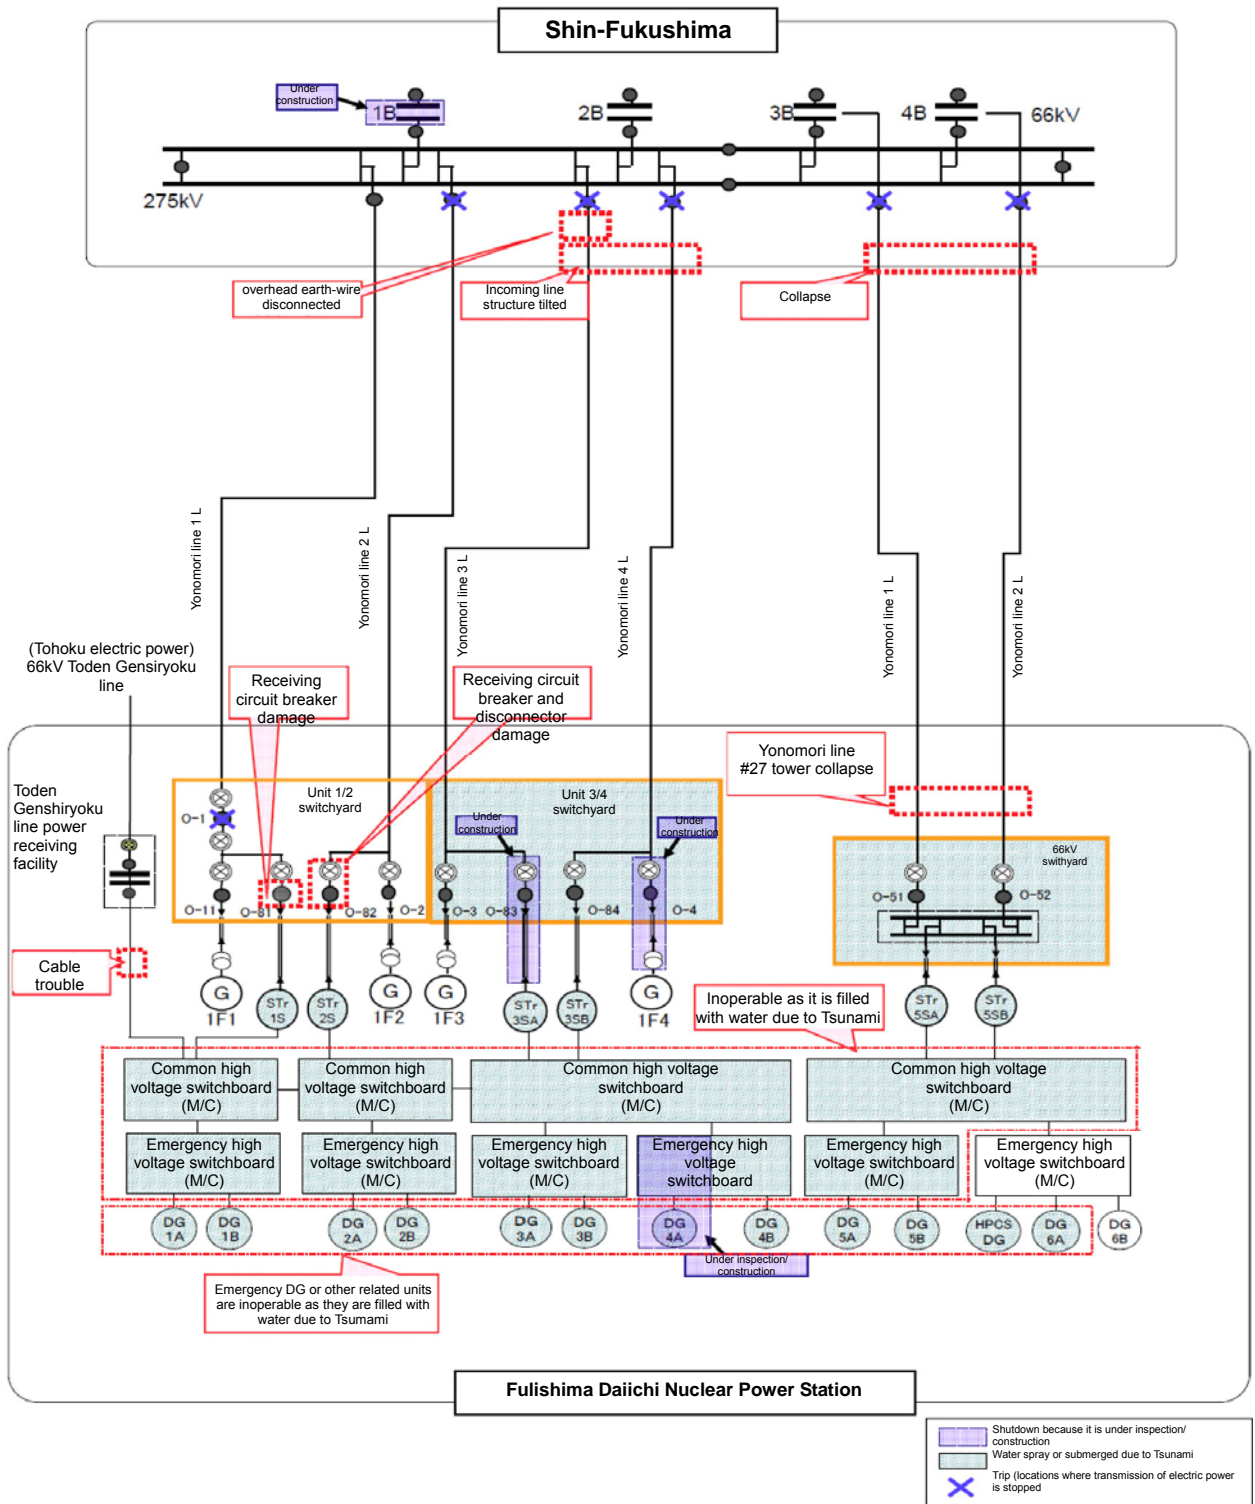 Shin-Fukushima
Under
construction
1B
2B
3B
4B
66kV
275kV
overhead earth-wire
disconnected
Incoming line
structure tilted
Collapse
Yonomori line 1 L
Yonomori line 2 L
Yonomori line 3 L
Yonomori line 4 L
Yonomori line 1 L
Yonomori line 2 L
(Tohoku electric power)
66kV Toden Gensiryoku
line
Receiving
circuit breaker
damage
Receiving circuit
breaker and
disconnector
damage
Yonomori line
#27 tower collapse
Toden
Genshiryoku
line power
receiving
facility
Unit 1/2
switchyard
Unit 3/4
switchyard
Under
construction
Under
construction
66kV
swithyard
O-1
O-11
O-81
O-82
O-2
O-3
O-83
O-84
O-4
O-51
O-52
Cable
trouble
G
1F1
STr
1S
STr
2S
G
1F2
G
1F3
STr
3SA
STr
3SB
G
1F4
STr
5SA
STr
5SB
Inoperable as it is filled
with water due to Tsunami
Common high
voltage switchboard
(M/C)
Common high
voltage switchboard
(M/C)
Common high voltage
switchboard
(M/C)
Common high voltage
switchboard
(M/C)
Emergency high
voltage switchboard
(M/C)
Emergency high
voltage switchboard
(M/C)
Emergency high
voltage switchboard
(M/C)
Emergency high
voltage
switchboard
Emergency high
voltage switchboard
(M/C)
Emergency high
voltage switchboard
(M/C)
DG
1A
DG
1B
DG
2A
DG
2B
DG
3A
DG
3B
DG
4A
DG
4B
DG
5A
DG
5B
HPCS
DG
DG
6A
DG
6B
Under inspection/
construction
Emergency DG or other related units
are inoperable as they are filled with
water due to Tsumami
Fulishima Daiichi Nuclear Power Station
Shutdown because it is under inspection/
construction
Water spray or submerged due to Tsunami
Trip (locations where transmission of electric power
is stopped